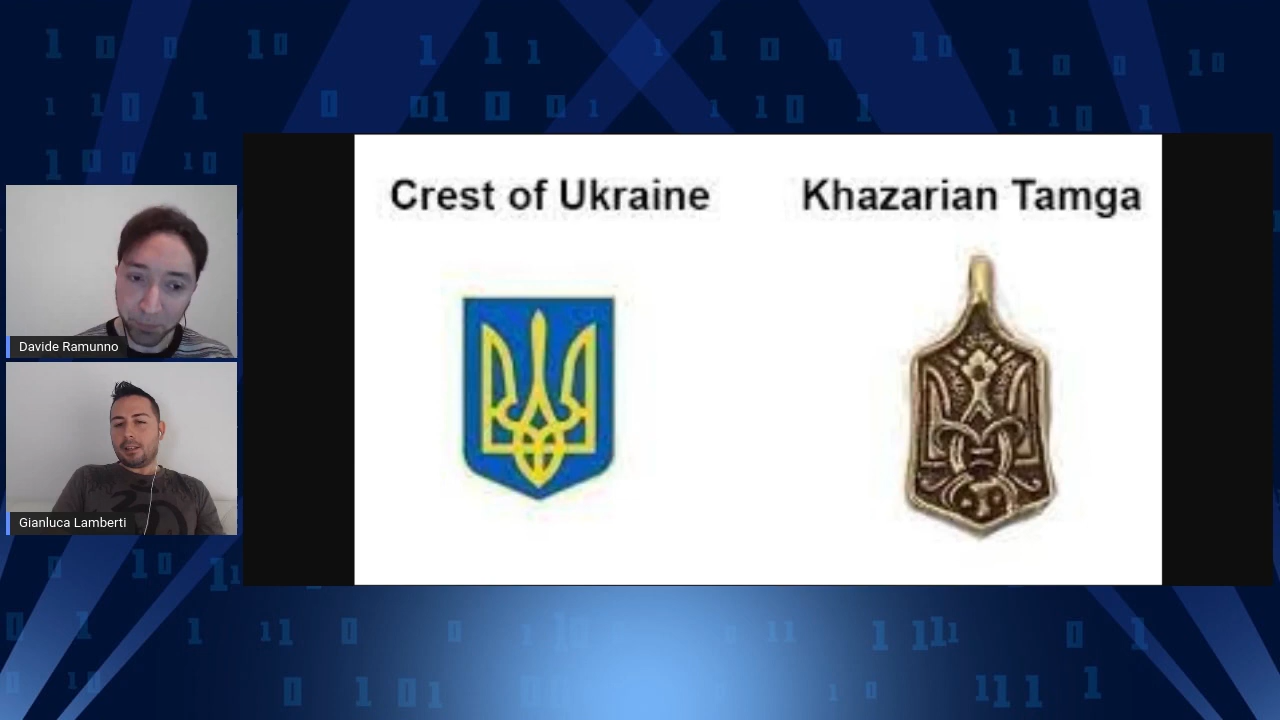 Crest of Ukraine
Khazarian Tamga
Davide Ramunno
Gianluca Lamberti